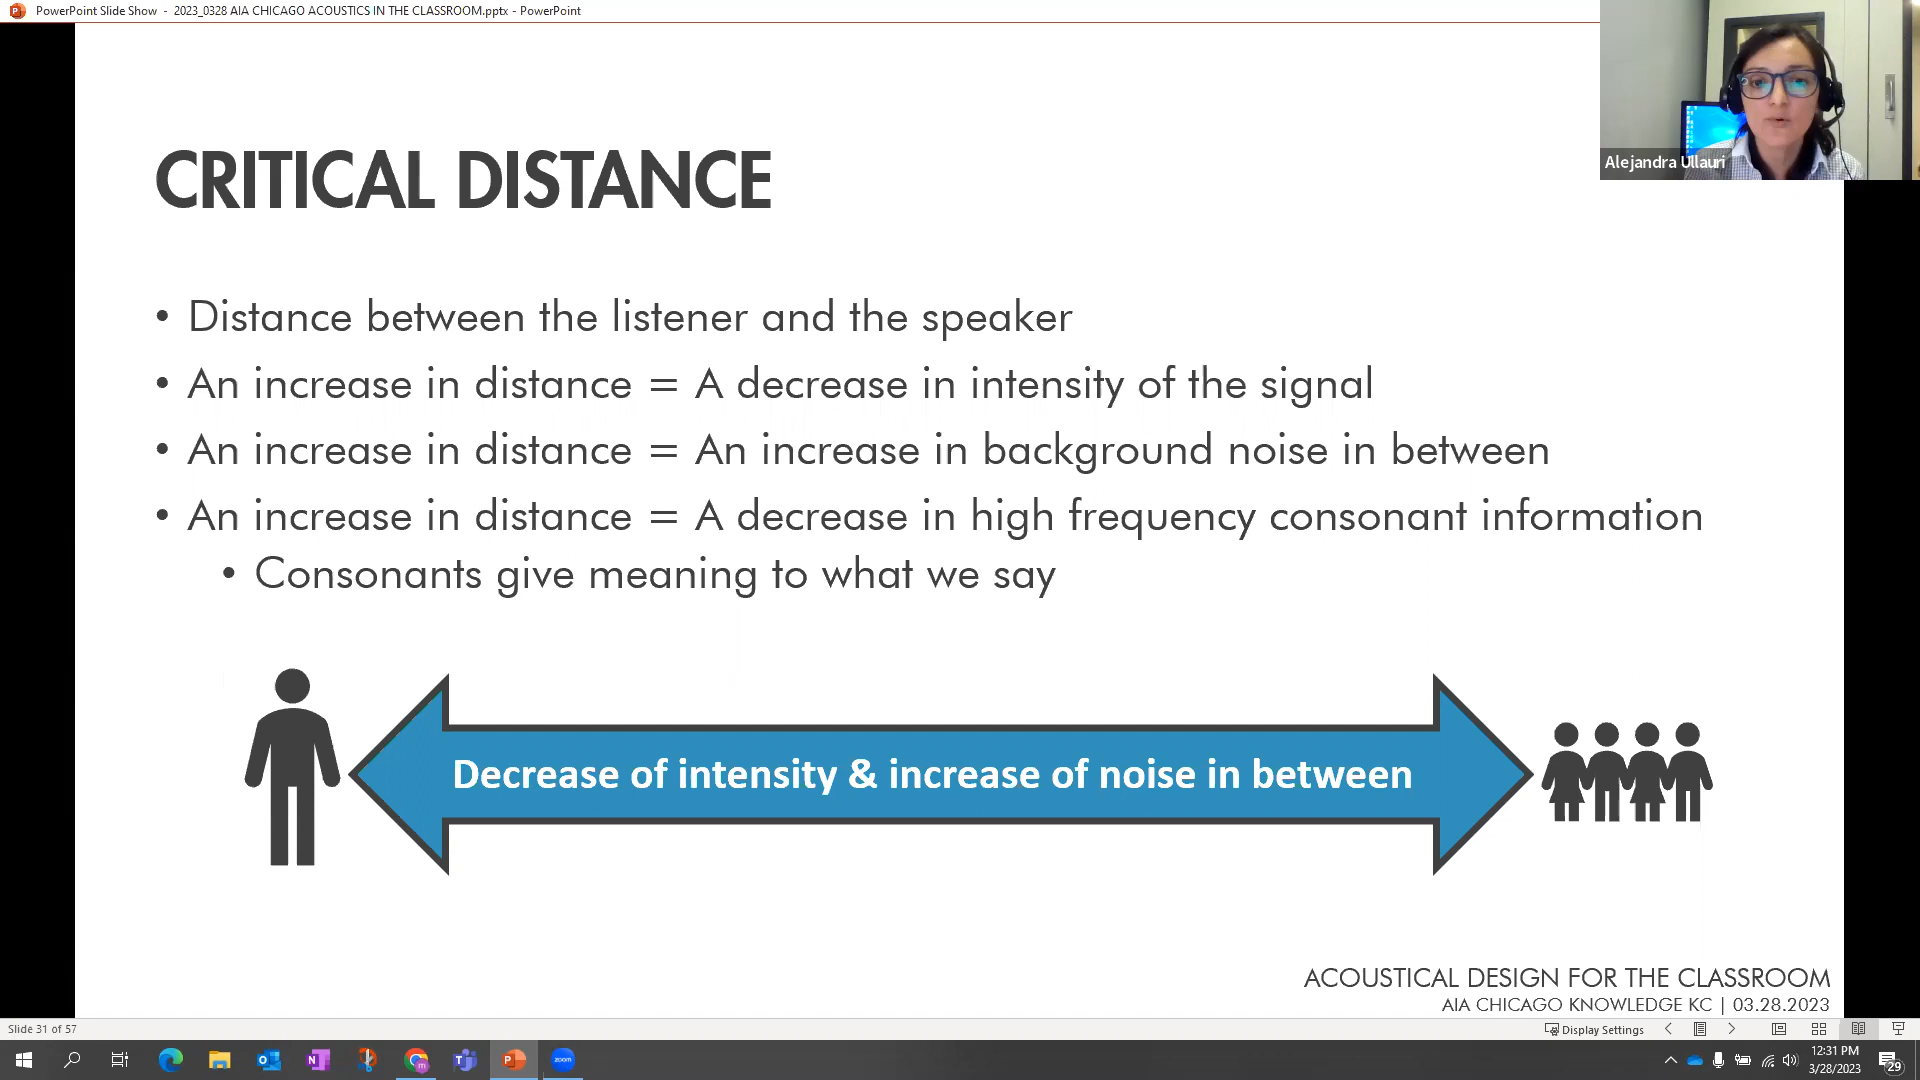 PowerPoint Slide Show - 2023_0328 AIA CHICAGO ACOUSTICS IN THE CLASSROOM.pptx - PowerPoint
Alejandra Ullauri
CRITICAL DISTANCE
• Distance between the listener and the speaker
• An increase in distance = A decrease in intensity of the signal
• An increase in distance = An increase in background noise in between
• An increase in distance = A decrease in high frequency consonant information
• Consonants give meaning to what we say
Decrease of intensity & increase of noise in between
ACOUSTICAL DESIGN FOR THE CLASSROOM
AIA CHICAGO KNOWLEDGE KC | 03.28.2023
Slide 31 of 57
Display Settings
zoom
12:31 PM
3/28/2023
29